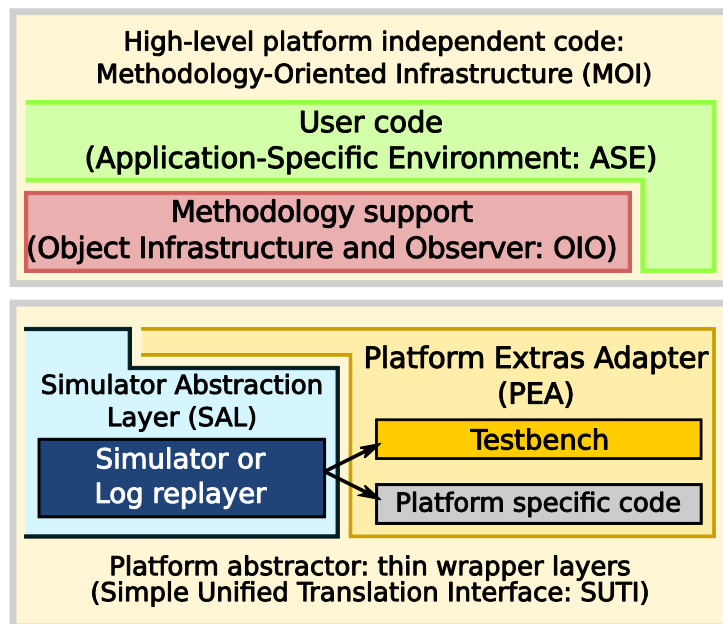 High-level platform independent code:
Methodology-Oriented Infrastructure (MOI)
User code
(Application-Specific Environment: ASE)
Methodology support
(Object Infrastructure and Observer: OIO)
Platform Extras Adapter
(PEA)
Simulator Abstraction
Layer (SAL)
Simulator or
Log replayer
Testbench
Platform specific code
Platform abstractor: thin wrapper layers
(Simple Unified Translation Interface: SUTI)